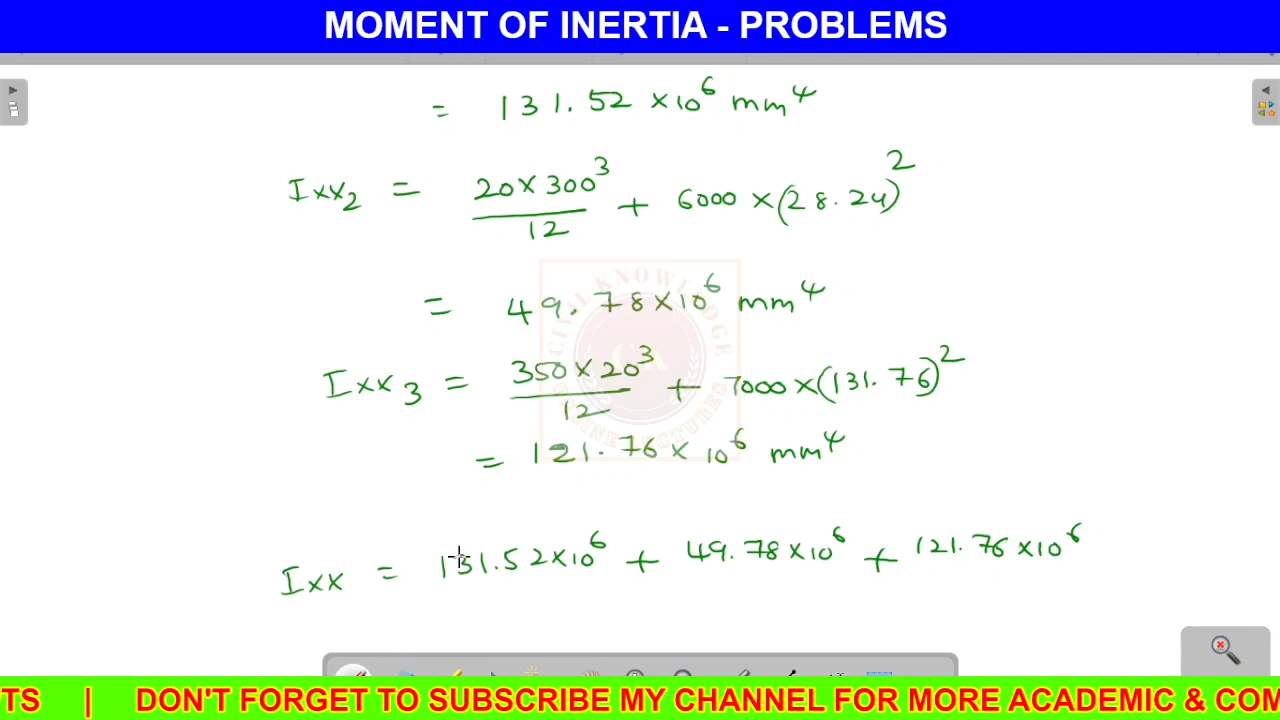 MOMENT OF INERTIA - PROBLEMS
= 131.52 ×10⁶ mm⁴
Ixx₂ = 20×300³/12 + 6000 ×(28.24)²
= 49.78×10⁶ mm⁴
Ixx₃ = 350×20³/12 + 7000×(131.76)²
= 121.76 × 10⁶ mm⁴
Ixx = 131.52×10⁶ + 49.78×10⁶ + 121.76 ×10⁶
CIVIL KNOWLEDGE
TS | DON'T FORGET TO SUBSCRIBE MY CHANNEL FOR MORE ACADEMIC & COM